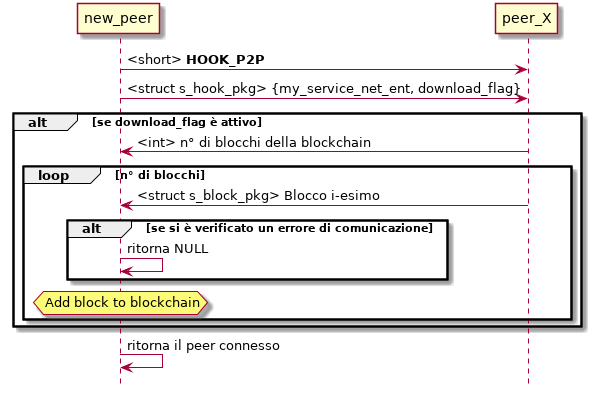 new_peer
peer_X
<short> HOOK_P2P
<struct s_hook_pkg> {my_service_net_ent, download_flag}
alt
[se download_flag è attivo]
<int> n° di blocchi della blockchain
loop
[n° di blocchi]
<struct s_block_pkg> Blocco i-esimo
alt
[se si è verificato un errore di comunicazione]
ritorna NULL
Add block to blockchain
ritorna il peer connesso